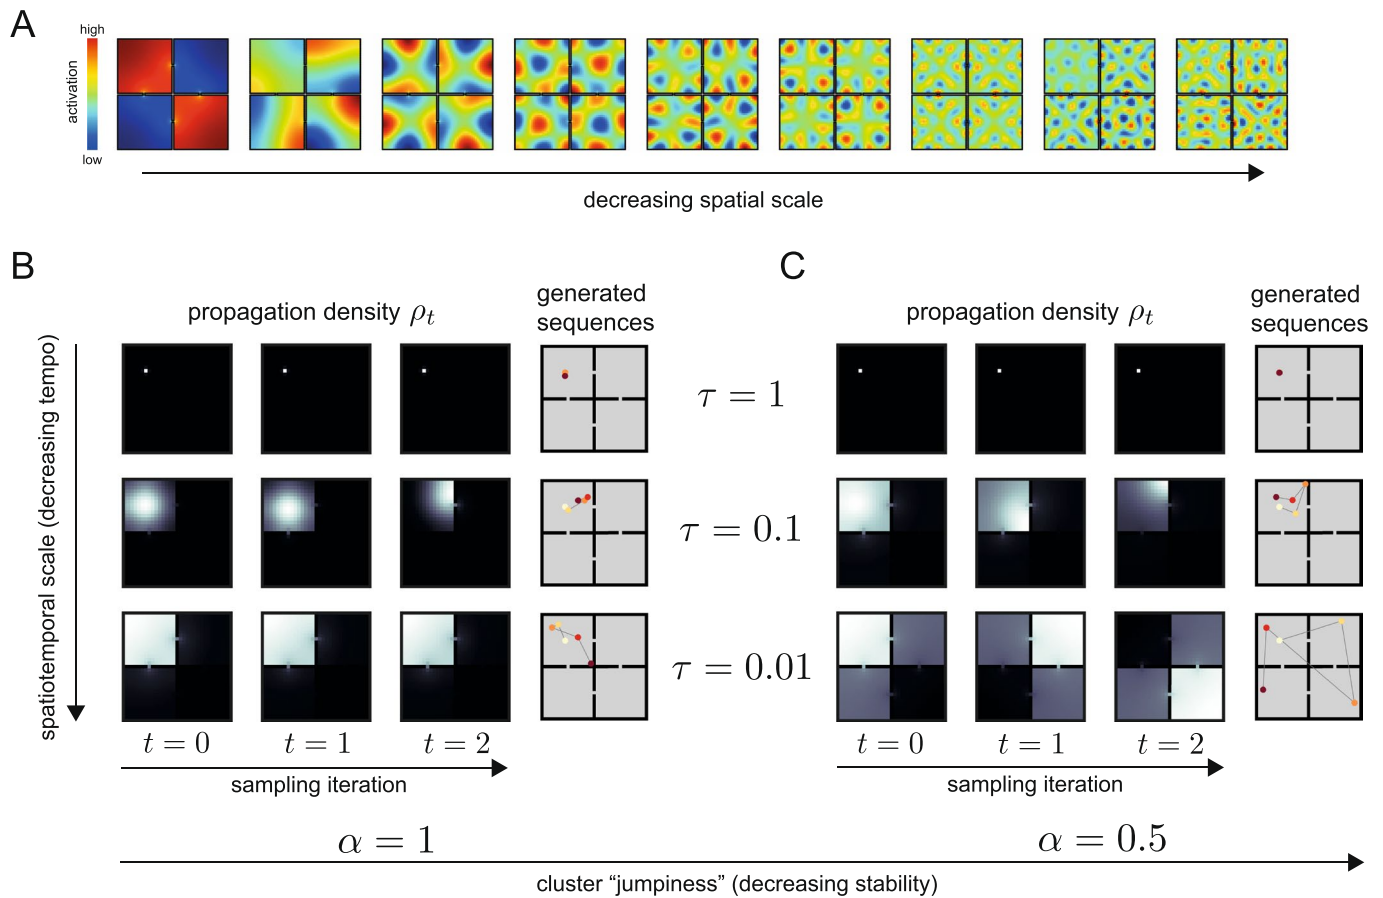 A
high
activation
low
decreasing spatial scale
B
propagation density ρt
generated
sequences
C
propagation density ρt
generated
sequences
spatiotemporal scale (decreasing tempo)
τ = 1
τ = 0.1
τ = 0.01
t = 0
t = 1
t = 2
sampling iteration
t = 0
t = 1
t = 2
sampling iteration
α = 1
α = 0.5
cluster “jumpiness” (decreasing stability)